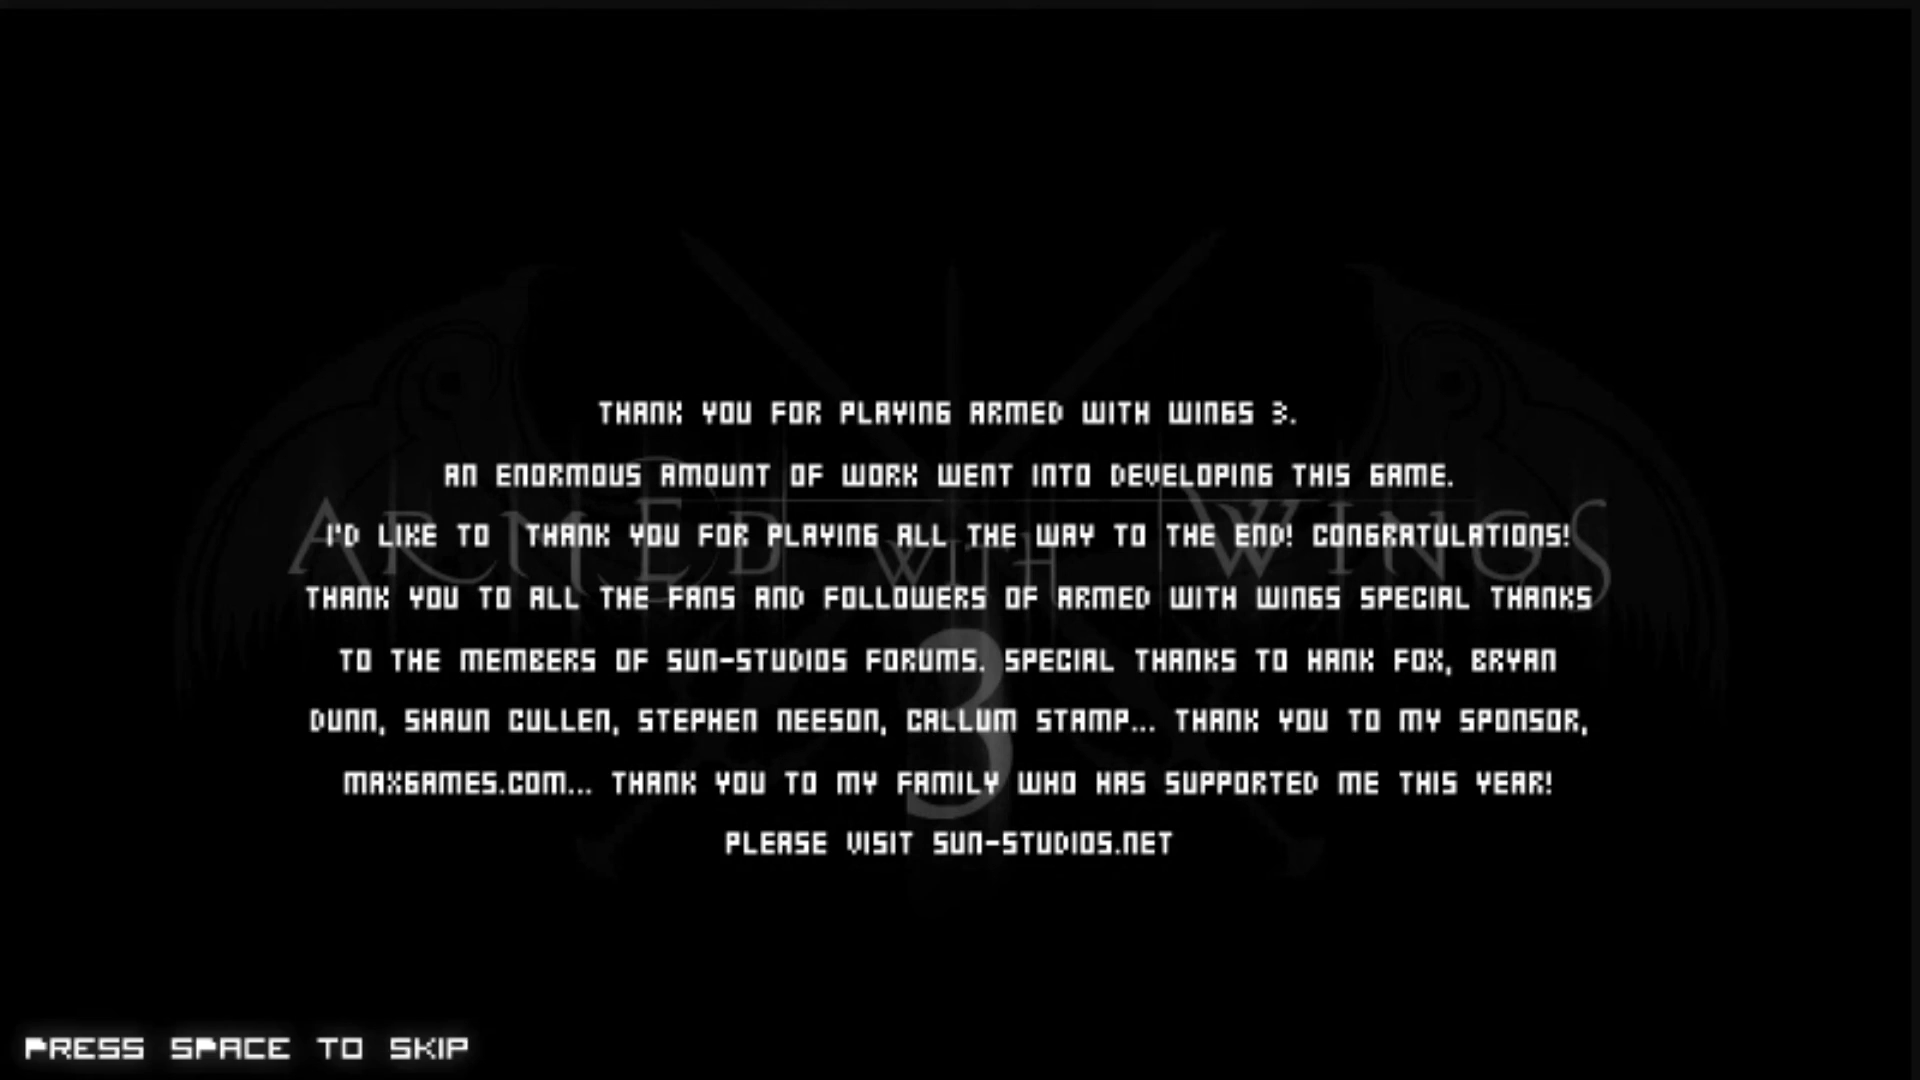 THANK YOU FOR PLAYING ARMED WITH WINGS 3.
AN ENORMOUS AMOUNT OF WORK WENT INTO DEVELOPING THIS GAME.
I'D LIKE TO THANK YOU FOR PLAYING ALL THE WAY TO THE END! CONGRATULATIONS!
ARMED WITH WINGS
THANK YOU TO ALL THE FANS AND FOLLOWERS OF ARMED WITH WINGS SPECIAL THANKS
TO THE MEMBERS OF SUN-STUDIOS FORUMS. SPECIAL THANKS TO HANK FOX, BRYAN
DUNN, SHAUN CULLEN, STEPHEN NEESON, CALLUM STAMP... THANK YOU TO MY SPONSOR,
3
MAXGAMES.COM... THANK YOU TO MY FAMILY WHO HAS SUPPORTED ME THIS YEAR!
PLEASE VISIT SUN-STUDIOS.NET
PRESS SPACE TO SKIP